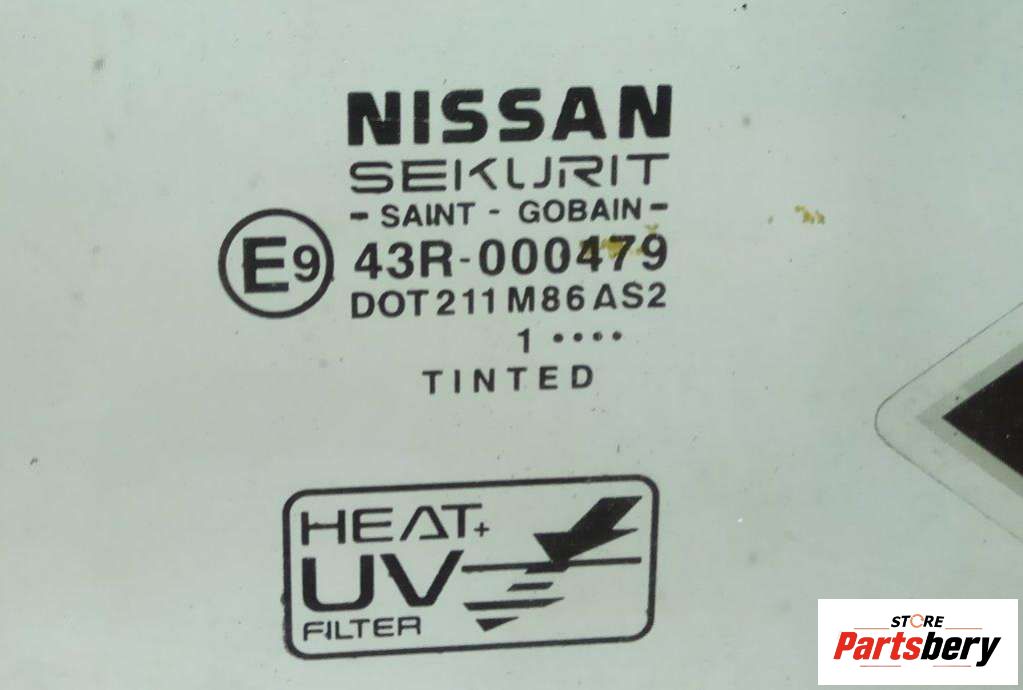 NISSAN
SEKURIT
- SAINT - GOBAIN -
E9 43R-000479
DOT 211 M86 AS2
1 ••••
TINTED
HEAT+
UV
FILTER
STORE
Partsbery